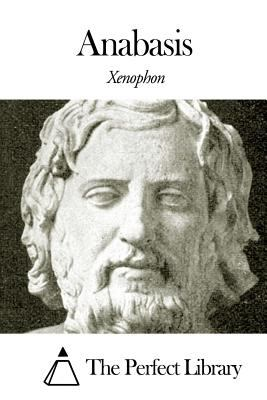 Anabasis
Xenophon
The Perfect Library